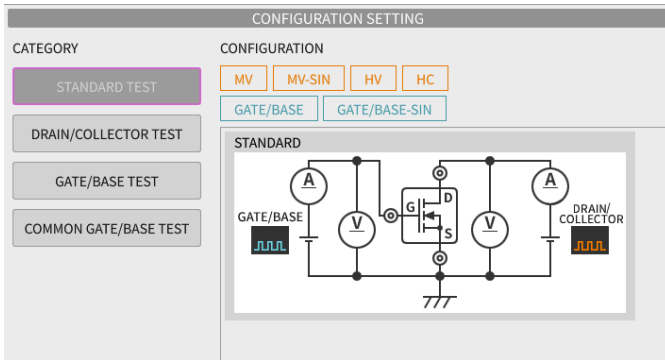 CONFIGURATION SETTING
CATEGORY
CONFIGURATION
STANDARD TEST
MV MV-SIN HV HC
GATE/BASE GATE/BASE-SIN
DRAIN/COLLECTOR TEST
GATE/BASE TEST
COMMON GATE/BASE TEST
STANDARD
A
A
G
D
S
V
V
GATE/BASE
DRAIN/
COLLECTOR